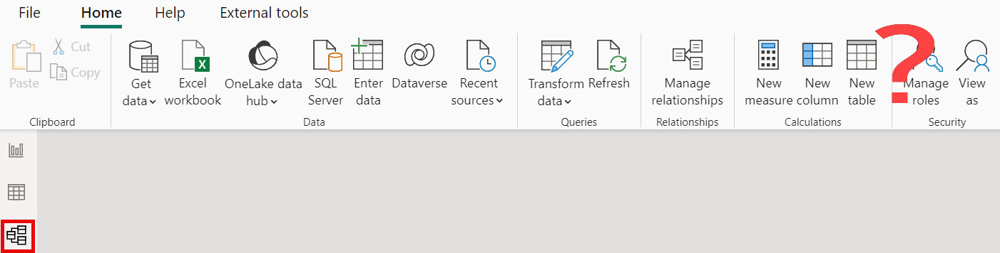 File Home Help External tools
Cut
Paste Copy
Get Excel OneLake data SQL Enter Dataverse Recent Transform Refresh Manage New New New ? Manage View
data workbook hub Server data sources data relationships measure column table roles as
Clipboard Data Queries Relationships Calculations Security